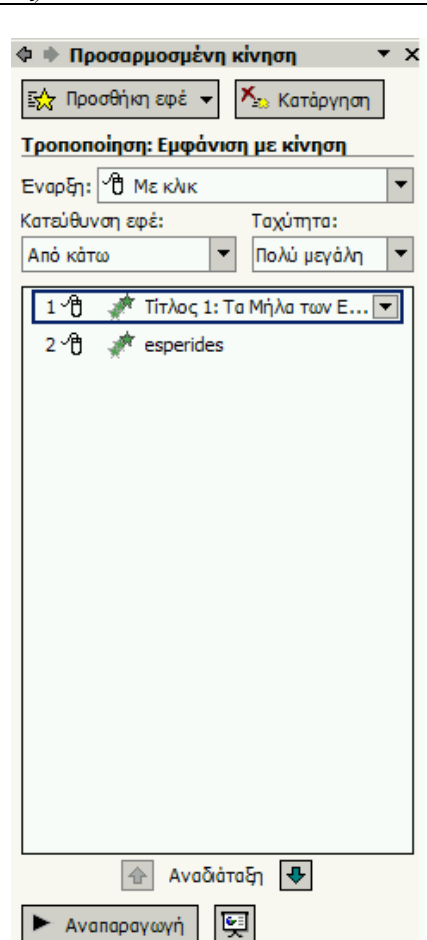 Προσαρμοσμένη κίνηση
Προσθήκη εφέ Κατάργηση
Τροποποίηση: Εμφάνιση με κίνηση
Έναρξη: Με κλικ
Κατεύθυνση εφέ: Ταχύτητα:
Από κάτω Πολύ μεγάλη
1 Τίτλος 1: Τα Μήλα των Ε...
2 esperides
Αναδιάταξη
Αναπαραγωγή